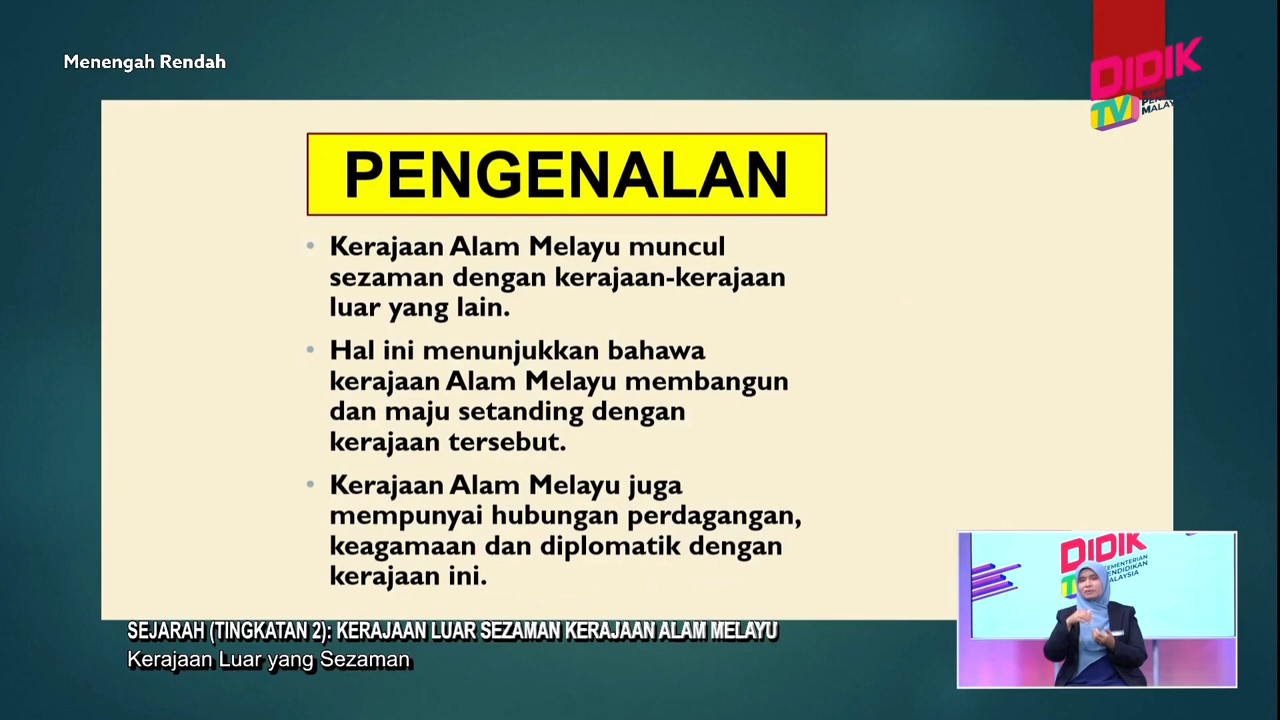 Menengah Rendah
DIDIK
TV
PENGENALAN
• Kerajaan Alam Melayu muncul
sezaman dengan kerajaan-kerajaan
luar yang lain.
• Hal ini menunjukkan bahawa
kerajaan Alam Melayu membangun
dan maju setanding dengan
kerajaan tersebut.
• Kerajaan Alam Melayu juga
mempunyai hubungan perdagangan,
keagamaan dan diplomatik dengan
kerajaan ini.
DIDIK
KEMENTERIAN
PENDIDIKAN
MALAYSIA
SEJARAH (TINGKATAN 2): KERAJAAN LUAR SEZAMAN KERAJAAN ALAM MELAYU
Kerajaan Luar yang Sezaman